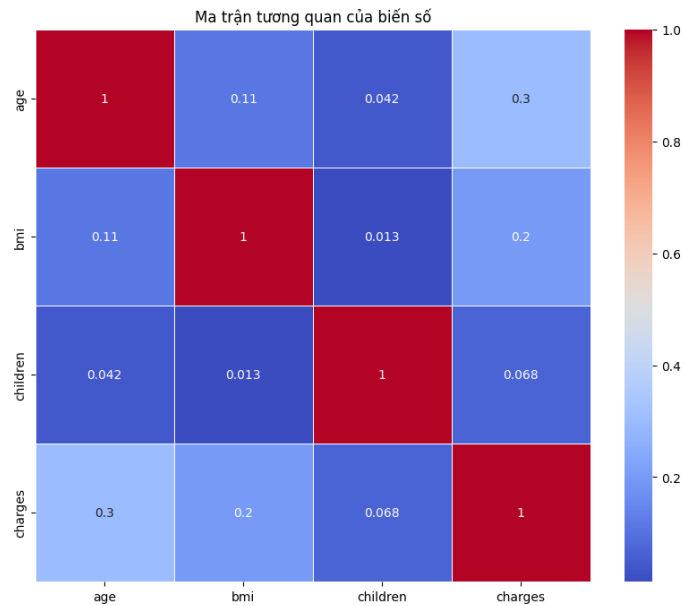 Ma trận tương quan của biến số
age
1
0.11
0.042
0.3
bmi
0.11
1
0.013
0.2
children
0.042
0.013
1
0.068
charges
0.3
0.2
0.068
1
age
bmi
children
charges
1.0
0.8
0.6
0.4
0.2